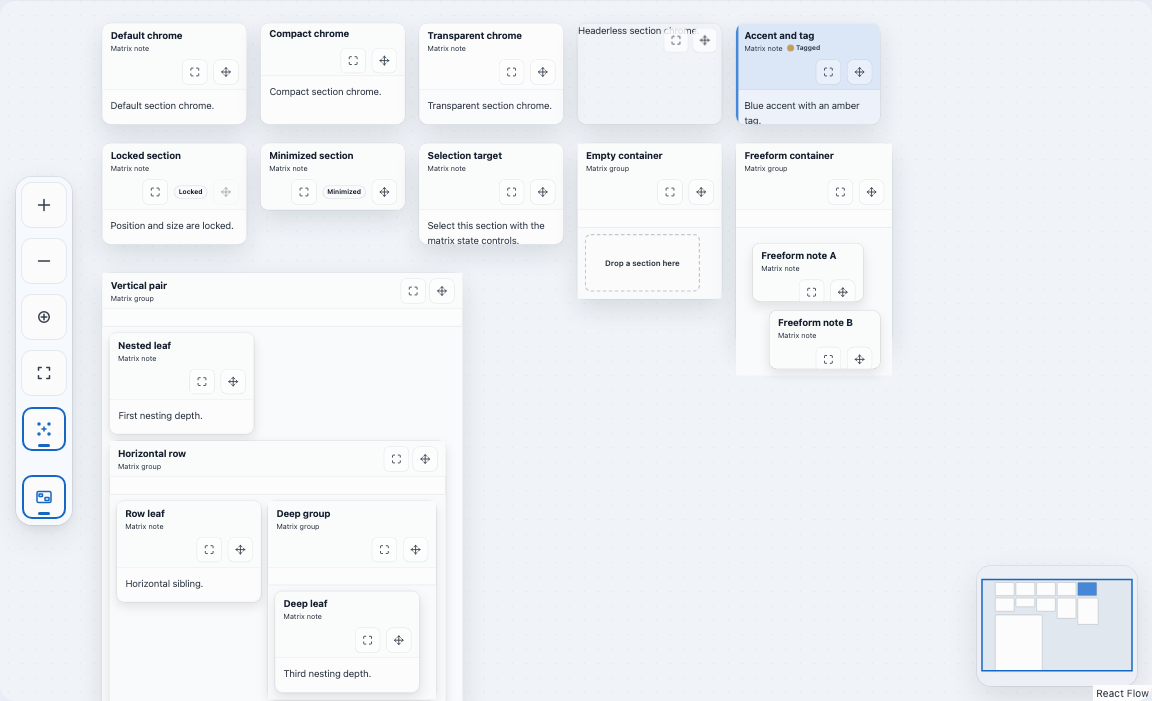 Default chrome
Matrix note
Default section chrome.
Compact chrome
Compact section chrome.
Transparent chrome
Matrix note
Transparent section chrome.
Headerless section chrome.
Accent and tag
Matrix note Tagged
Blue accent with an amber
tag.
Locked section
Matrix note
Locked
Position and size are locked.
Minimized section
Matrix note
Minimized
Selection target
Matrix note
Select this section with the
matrix state controls.
Empty container
Matrix group
Drop a section here
Freeform container
Matrix group
Freeform note A
Matrix note
Freeform note B
Matrix note
Vertical pair
Matrix group
Nested leaf
Matrix note
First nesting depth.
Horizontal row
Matrix group
Row leaf
Matrix note
Horizontal sibling.
Deep group
Matrix group
Deep leaf
Matrix note
Third nesting depth.
React Flow